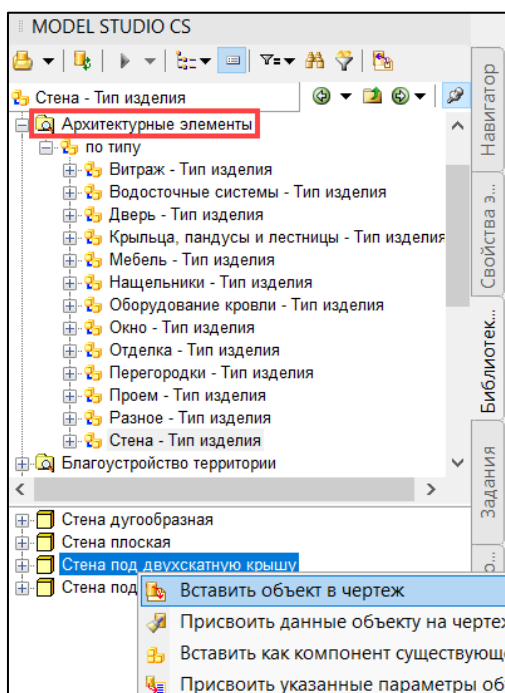 MODEL STUDIO CS
Стена - Тип изделия
Архитектурные элементы
по типу
Витраж - Тип изделия
Водосточные системы - Тип изделия
Дверь - Тип изделия
Крыльца, пандусы и лестницы - Тип изделия
Мебель - Тип изделия
Нащельники - Тип изделия
Оборудование кровли - Тип изделия
Окно - Тип изделия
Отделка - Тип изделия
Перегородки - Тип изделия
Проем - Тип изделия
Разное - Тип изделия
Стена - Тип изделия
Благоустройство территории
Стена дугообразная
Стена плоская
Стена под двухскатную крышу
Стена под
Вставить объект в чертеж
Присвоить данные объекту на черте
Вставить как компонент существующ
Присвоить указанные параметры об
Навигатор
Свойства э...
Библиотек...
Задания